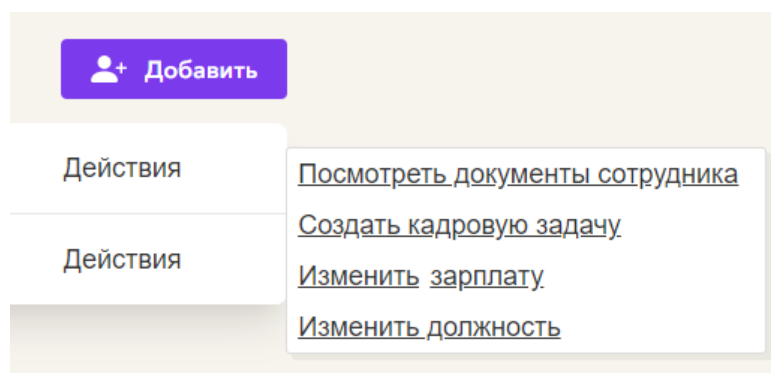 Добавить
Действия
Посмотреть документы сотрудника
Создать кадровую задачу
Действия
Изменить зарплату
Изменить должность